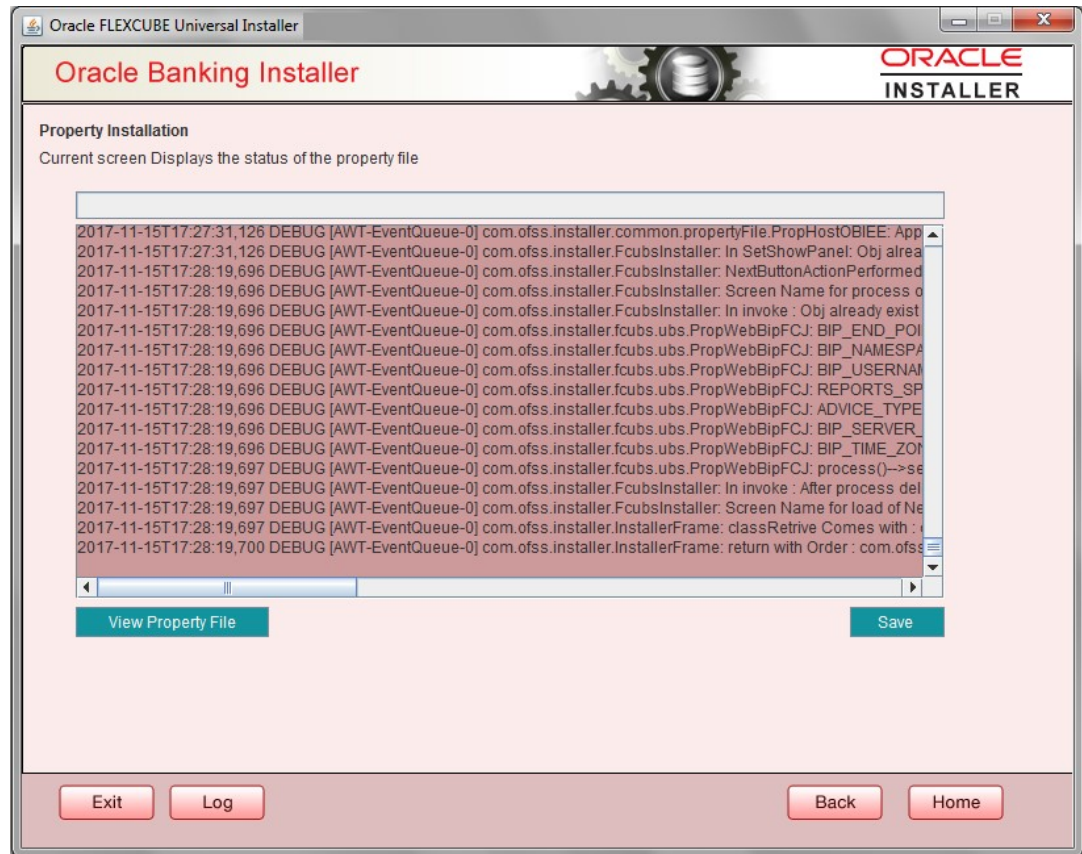 Oracle FLEXCUBE Universal Installer
Oracle Banking Installer
ORACLE
INSTALLER
Property Installation
Current screen Displays the status of the property file
2017-11-15T17:27:31,126 DEBUG [AWT-EventQueue-0] com.ofss.installer.common.propertyFile.PropHostOBIEE: App
2017-11-15T17:27:31,126 DEBUG [AWT-EventQueue-0] com.ofss.installer.FcubsInstaller: In SetShowPanel: Obj alrea
2017-11-15T17:28:19,696 DEBUG [AWT-EventQueue-0] com.ofss.installer.FcubsInstaller: NextButtonActionPerformed
2017-11-15T17:28:19,696 DEBUG [AWT-EventQueue-0] com.ofss.installer.FcubsInstaller: Screen Name for process o
2017-11-15T17:28:19,696 DEBUG [AWT-EventQueue-0] com.ofss.installer.FcubsInstaller: In invoke : Obj already exist
2017-11-15T17:28:19,696 DEBUG [AWT-EventQueue-0] com.ofss.installer.fcubs.ubs.PropWebBipFCJ: BIP_END_POI
2017-11-15T17:28:19,696 DEBUG [AWT-EventQueue-0] com.ofss.installer.fcubs.ubs.PropWebBipFCJ: BIP_NAMESPA
2017-11-15T17:28:19,696 DEBUG [AWT-EventQueue-0] com.ofss.installer.fcubs.ubs.PropWebBipFCJ: BIP_USERNAM
2017-11-15T17:28:19,696 DEBUG [AWT-EventQueue-0] com.ofss.installer.fcubs.ubs.PropWebBipFCJ: REPORTS_SP
2017-11-15T17:28:19,696 DEBUG [AWT-EventQueue-0] com.ofss.installer.fcubs.ubs.PropWebBipFCJ: ADVICE_TYPE
2017-11-15T17:28:19,696 DEBUG [AWT-EventQueue-0] com.ofss.installer.fcubs.ubs.PropWebBipFCJ: BIP_SERVER_
2017-11-15T17:28:19,696 DEBUG [AWT-EventQueue-0] com.ofss.installer.fcubs.ubs.PropWebBipFCJ: BIP_TIME_ZON
2017-11-15T17:28:19,697 DEBUG [AWT-EventQueue-0] com.ofss.installer.fcubs.ubs.PropWebBipFCJ: process()-->se
2017-11-15T17:28:19,697 DEBUG [AWT-EventQueue-0] com.ofss.installer.FcubsInstaller: In invoke : After process del
2017-11-15T17:28:19,697 DEBUG [AWT-EventQueue-0] com.ofss.installer.FcubsInstaller: Screen Name for load of Ne
2017-11-15T17:28:19,697 DEBUG [AWT-EventQueue-0] com.ofss.installer.InstallerFrame: classRetrive Comes with :
2017-11-15T17:28:19,700 DEBUG [AWT-EventQueue-0] com.ofss.installer.InstallerFrame: return with Order : com.ofss
View Property File
Save
Exit
Log
Back
Home